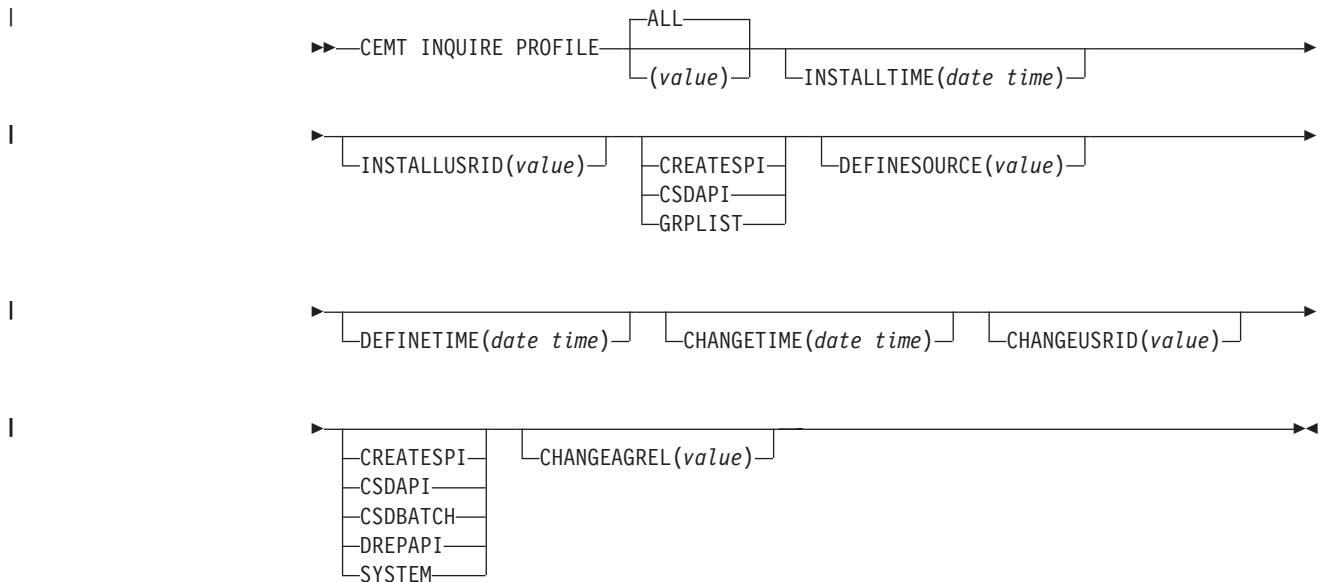 ALL
CEMT INQUIRE PROFILE
(value) INSTALLTIME(date time)
INSTALLUSRID(value) CREATESPI DEFINESOURCE(value)
CSDAPI
GRPLIST
DEFINETIME(date time) CHANGETIME(date time) CHANGEUSRID(value)
CREATESPI CHANGEAGREL(value)
CSDAPI
CSDBATCH
DREPAPI
SYSTEM